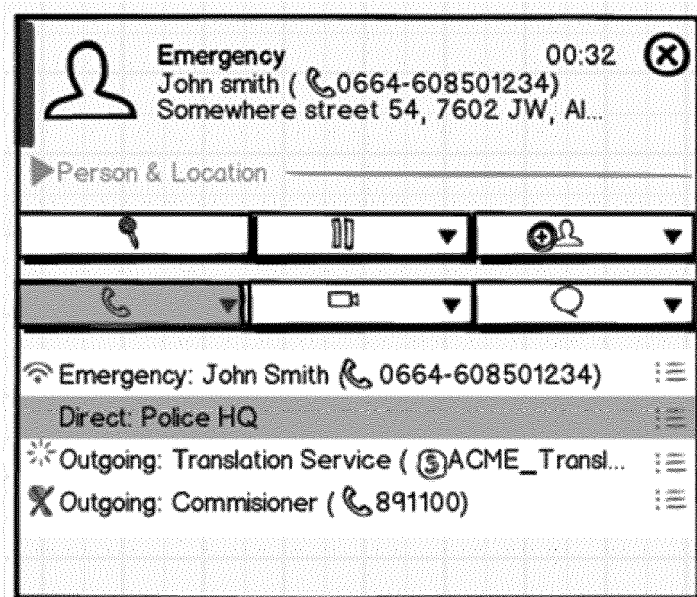 Emergency 00:32
John smith ( 0664-608501234)
Somewhere street 54, 7602 JW, Al...
Person & Location
Emergency: John Smith ( 0664-608501234)
Direct: Police HQ
Outgoing: Translation Service ( ⓈACME_Transl...
Outgoing: Commisioner ( 891100)